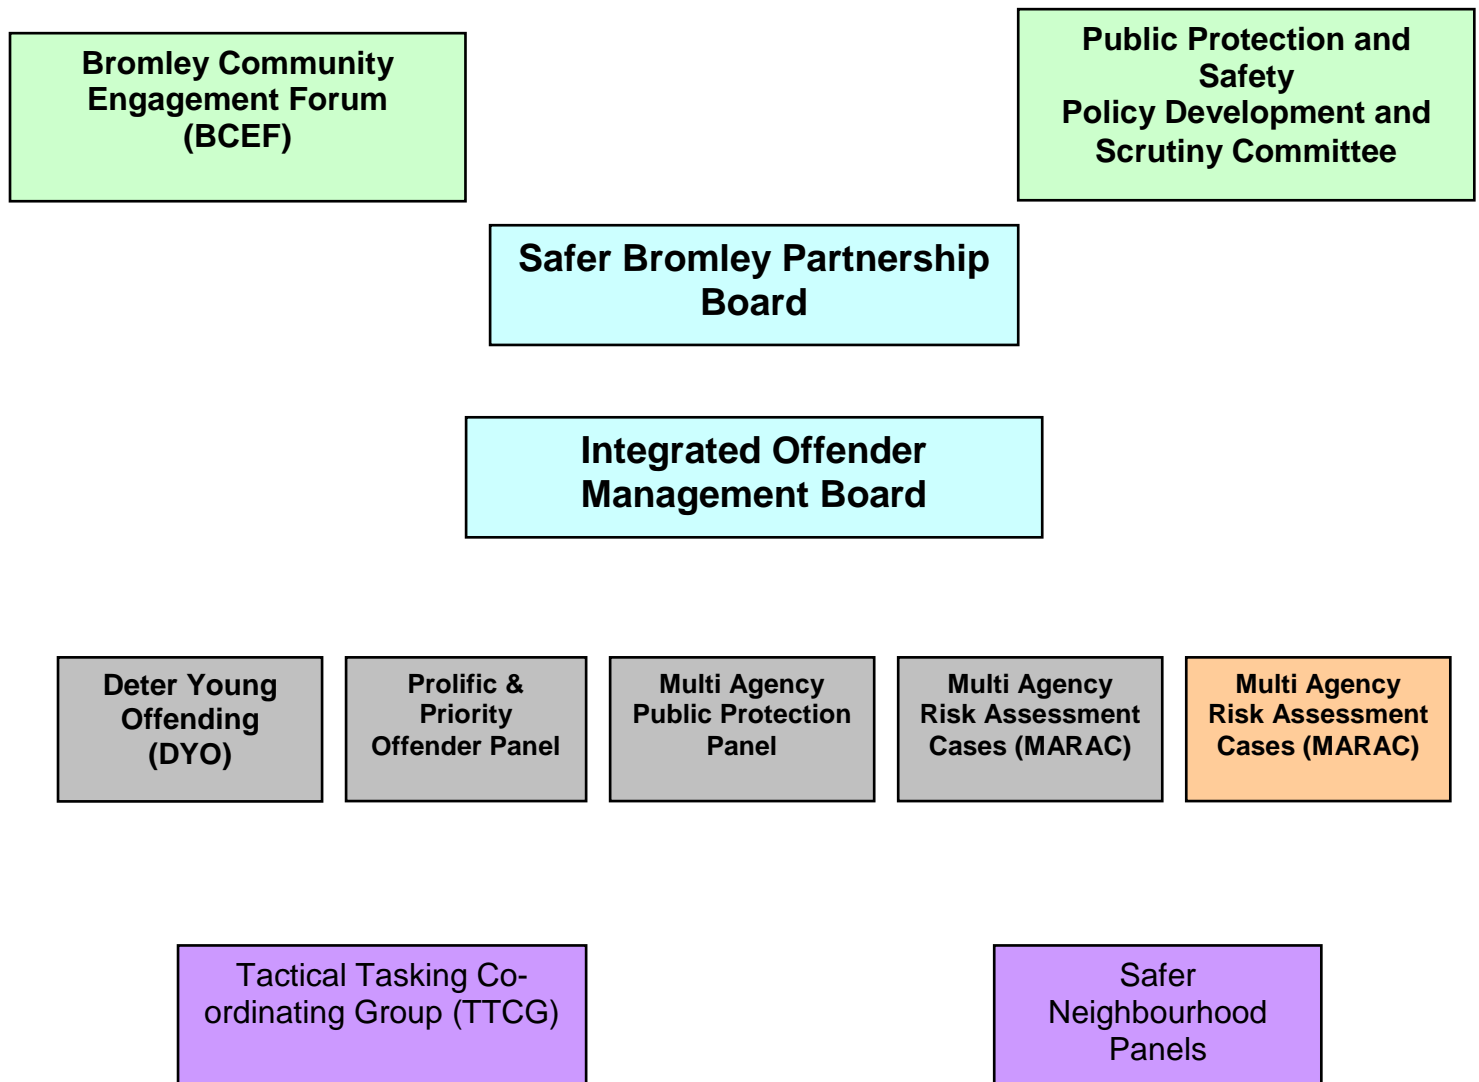 Bromley Community
Engagement Forum
(BCEF)
Public Protection and
Safety
Policy Development and
Scrutiny Committee
Safer Bromley Partnership
Board
Integrated Offender
Management Board
Deter Young
Offending
(DYO)
Prolific &
Priority
Offender Panel
Multi Agency
Public Protection
Panel
Multi Agency
Risk Assessment
Cases (MARAC)
Multi Agency
Risk Assessment
Cases (MARAC)
Tactical Tasking Co-
ordinating Group (TTCG)
Safer
Neighbourhood
Panels